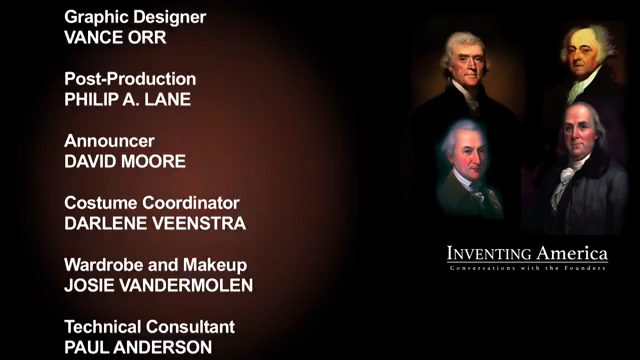 Graphic Designer
VANCE ORR
Post-Production
PHILIP A. LANE
Announcer
DAVID MOORE
Costume Coordinator
DARLENE VEENSTRA
Wardrobe and Makeup
JOSIE VANDERMOLEN
Technical Consultant
PAUL ANDERSON
INVENTING America
Conversations with the Founders